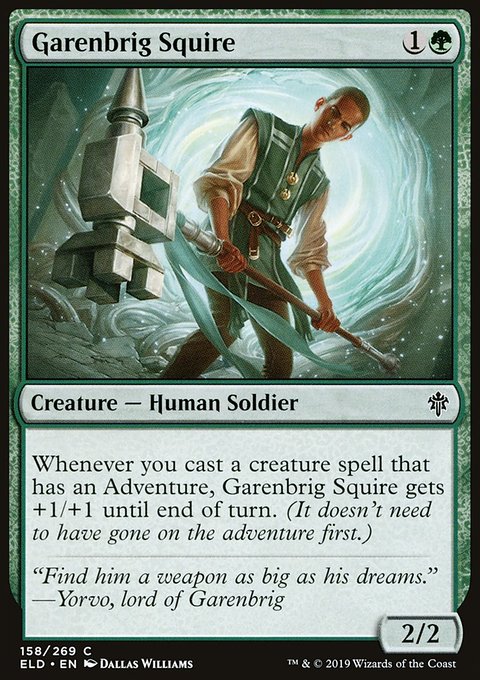 Garenbrig Squire 1
Creature — Human Soldier
Whenever you cast a creature spell that
has an Adventure, Garenbrig Squire gets
+1/+1 until end of turn. (It doesn't need
to have gone on the adventure first.)
"Find him a weapon as big as his dreams."
—Yorvo, lord of Garenbrig
2/2
158/269 C
ELD • EN DALLAS WILLIAMS
™ & © 2019 Wizards of the Coast